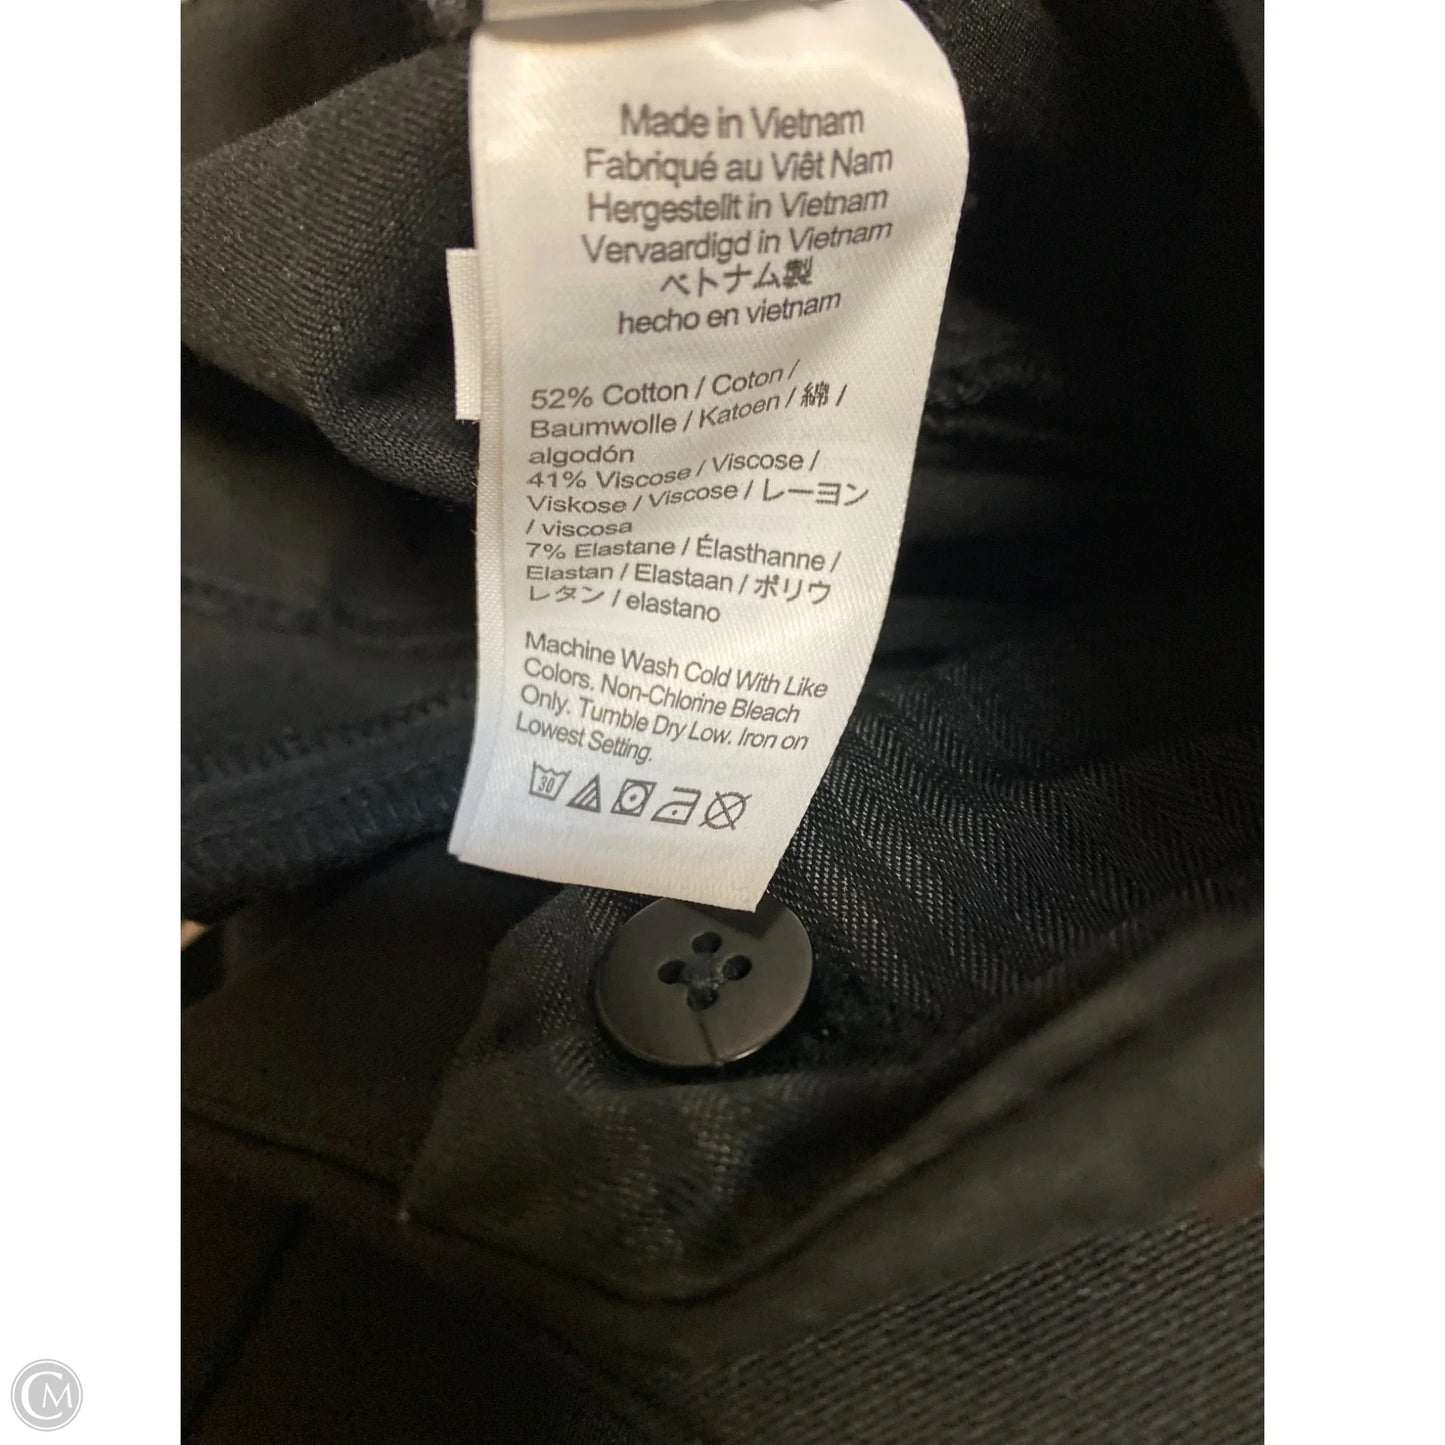 Made in Vietnam
Fabriqué au Viêt Nam
Hergestellt in Vietnam
Vervaardigd in Vietnam
ベトナム製
hecho en vietnam
52% Cotton / Coton /
Baumwolle / Katoen / 綿 /
algodón
41% Viscose / Viscose /
Viskose / Viscose / レーヨン
/ viscosa
7% Elastane / Élasthanne /
Elastan / Elastaan / ポリウ
レタン / elastano
Machine Wash Cold With Like
Colors. Non-Chlorine Bleach
Only. Tumble Dry Low. Iron on
Lowest Setting.
30
CM